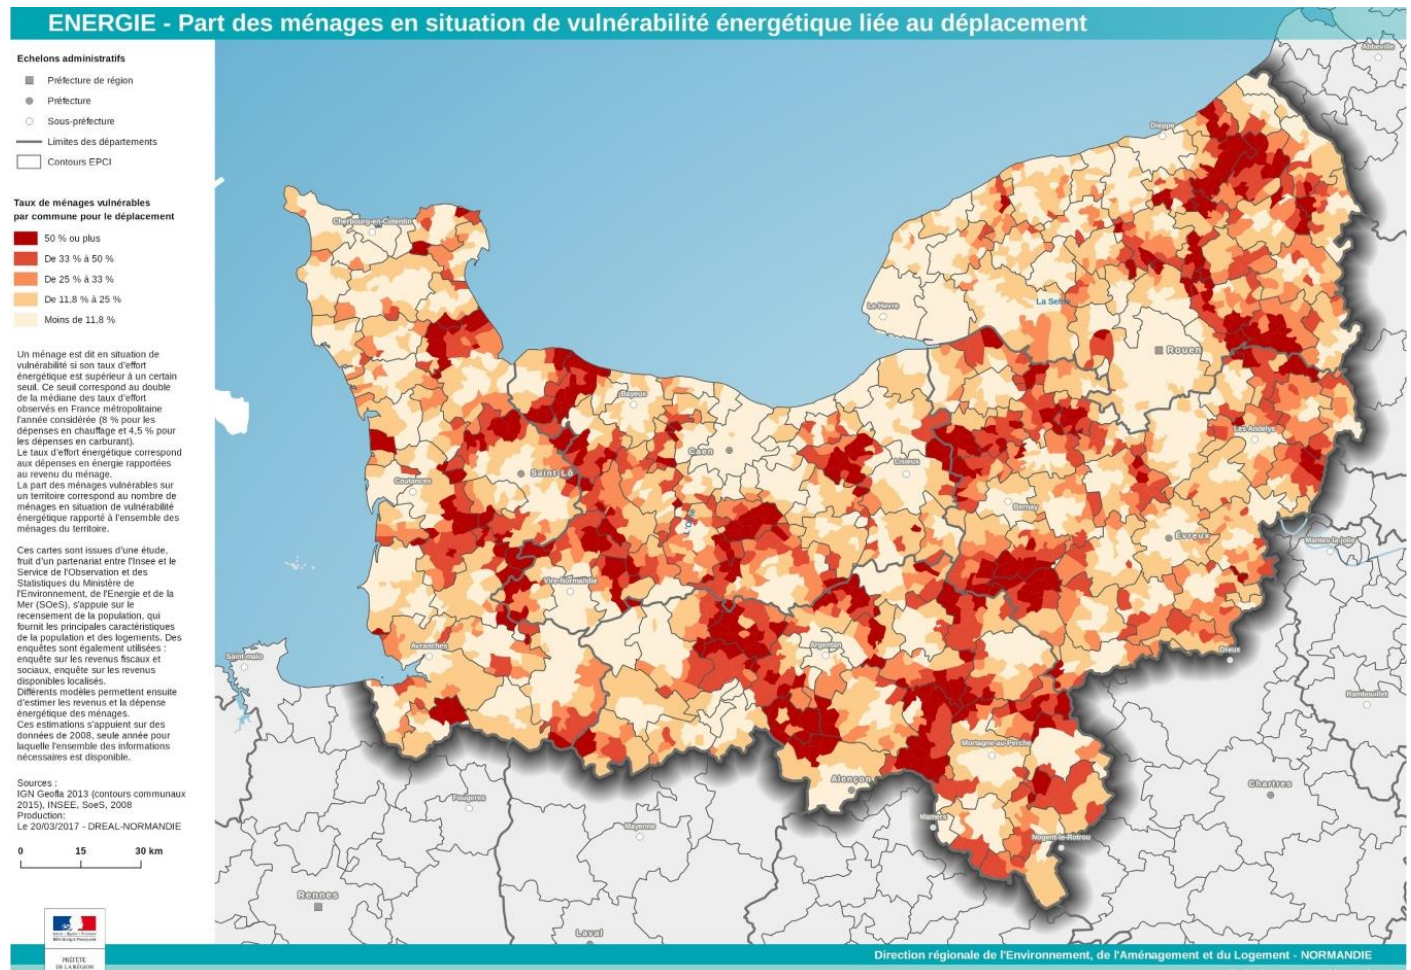 ENERGIE - Part des ménages en situation de vulnérabilité énergétique liée au déplacement
Echelons administratifs
Préfecture de région
Préfecture
Sous-préfecture
Limites des départements
Contours EPCI
Taux de ménages vulnérables
par commune pour le déplacement
50 % ou plus
De 33 % à 50 %
De 25 % à 33 %
De 11,8 % à 25 %
Moins de 11,8 %
Un ménage est dit en situation de
vulnérabilité si son taux d'effort
énergétique est supérieur à un certain
seuil. Ce seuil correspond au double
de la médiane des taux d'effort
observés en France métropolitaine
l'année considérée (8 % pour les
dépenses en chauffage et 4,5 % pour
les dépenses en carburant).
Le taux d'effort énergétique correspond
aux dépenses en énergie rapportées
au revenu du ménage.
La part des ménages vulnérables sur
un territoire correspond au nombre de
ménages en situation de vulnérabilité
énergétique rapporté à l'ensemble des
ménages du territoire.
Ces cartes sont issues d'une étude,
fruit d'un partenariat entre l'Insee et le
Service de l'Observation et des
Statistiques du Ministère de
l'Environnement, de l'Energie et de la
Mer (SOeS), s'appuie sur le
recensement de la population, qui
fournit les principales caractéristiques
de la population et des logements. Des
enquêtes sont également utilisées :
enquête sur les revenus fiscaux et
sociaux, enquête sur les revenus
disponibles localisés.
Différents modèles permettent ensuite
d'estimer les revenus et la dépense
énergétique des ménages.
Ces estimations s'appuient sur des
données de 2008, seule année pour
laquelle l'ensemble des informations
nécessaires est disponible.
Sources :
IGN Geofla 2013 (contours communaux
2015), INSEE, SoeS, 2008
Production:
Le 20/03/2017 - DREAL-NORMANDIE
0 15 30 km
PRÉFÈTE
DE LA RÉGION
Abbeville
Dieppe
Cherbourg-en-Cotentin
Le Havre
La Seine
Rouen
Bayeux
Les Andelys
Caen
Lisieux
Saint-Lô
Coutances
Bernay
Evreux
Mantes-la-Jolie
Vire-Normandie
Avranches
Argentan
Saint-malo
Dreux
Rambouillet
Mortagne-au-Perche
Alençon
Chartres
Fougeres
Mayenne
Mamers
Nogent-le-Rotrou
Rennes
Laval
Direction régionale de l'Environnement, de l'Aménagement et du Logement - NORMANDIE